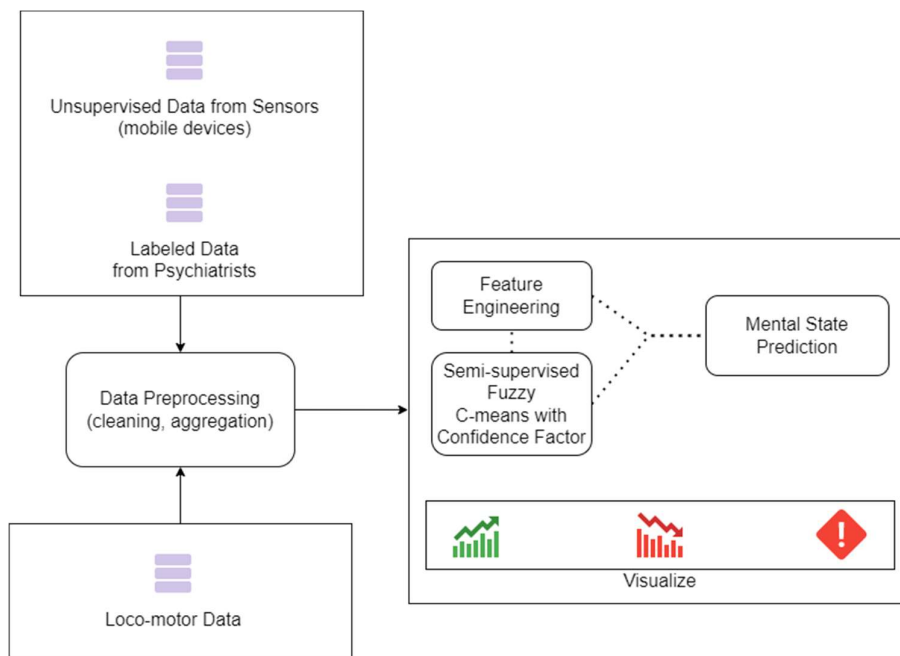 Unsupervised Data from Sensors
(mobile devices)
Labeled Data
from Psychiatrists
Data Preprocessing
(cleaning, aggregation)
Loco-motor Data
Feature
Engineering
Semi-supervised
Fuzzy
C-means with
Confidence Factor
Mental State
Prediction
!
Visualize